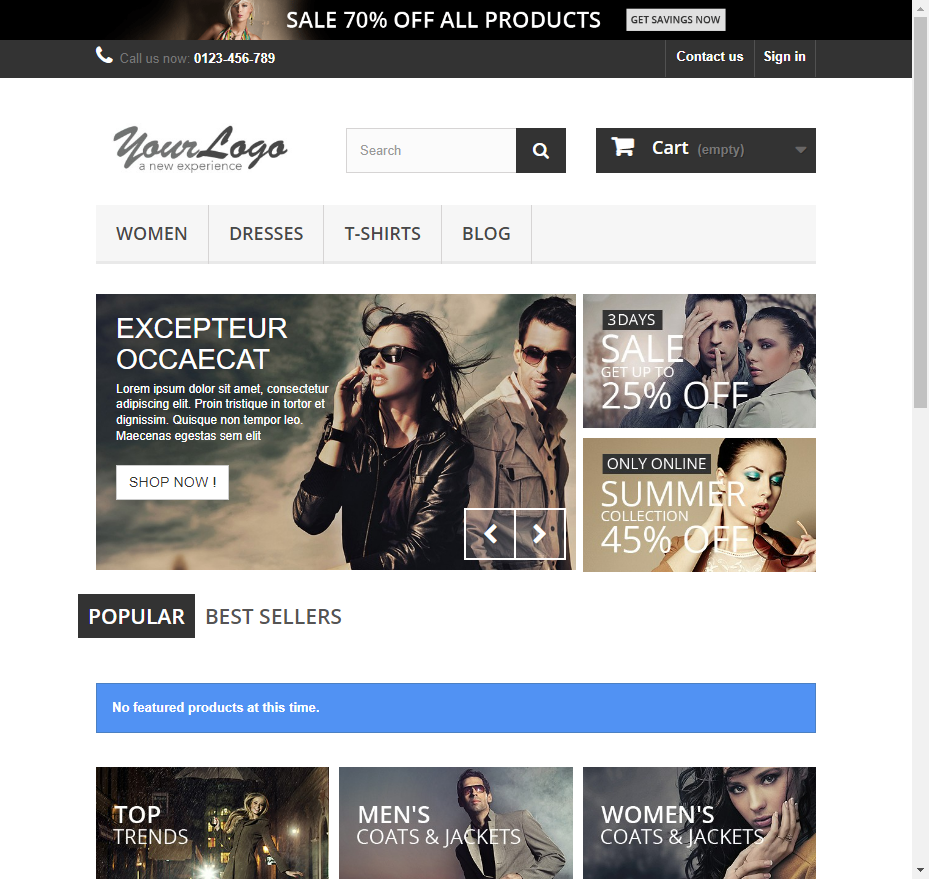 SALE 70% OFF ALL PRODUCTS
GET SAVINGS NOW
Call us now: 0123-456-789
Contact us
Sign in
YourLogo
a new experience
Search
Cart (empty)
WOMEN
DRESSES
T-SHIRTS
BLOG
EXCEPTEUR
OCCAECAT
Lorem ipsum dolor sit amet, consectetur
adipiscing elit. Proin tristique in tortor et
dignissim. Quisque non tempor leo.
Maecenas egestas sem elit
SHOP NOW !
3 DAYS
SALE
GET UP TO
25% OFF
ONLY ONLINE
SUMMER
COLLECTION
45% OFF
POPULAR
BEST SELLERS
No featured products at this time.
TOP
TRENDS
MEN'S
COATS & JACKETS
WOMEN'S
COATS & JACKETS